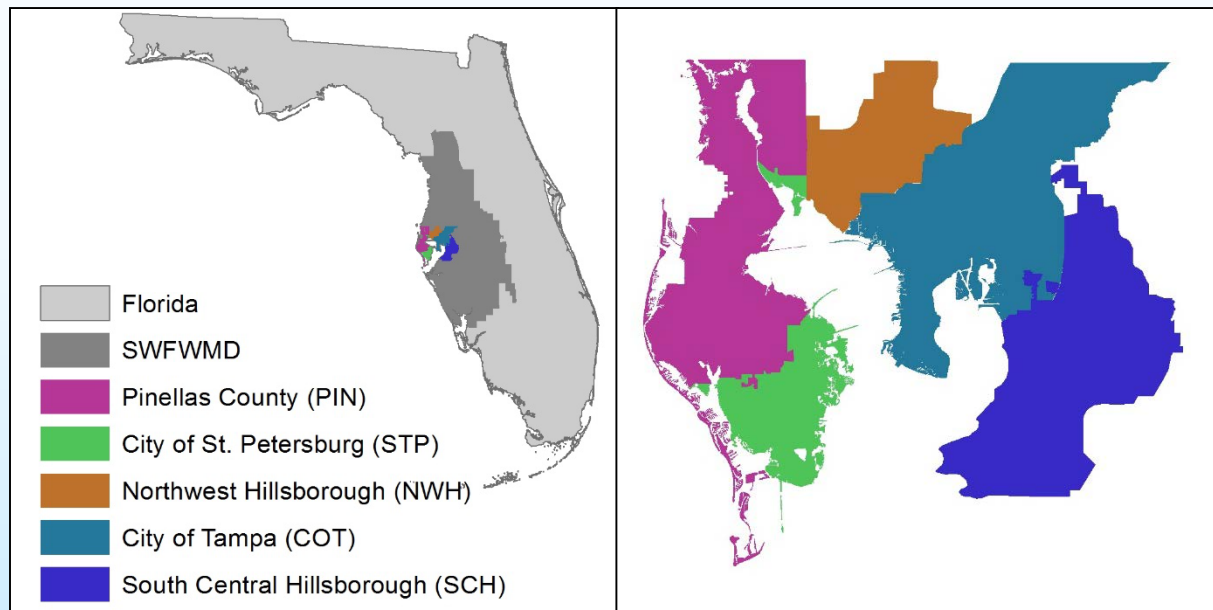 Florida
SWFWMD
Pinellas County (PIN)
City of St. Petersburg (STP)
Northwest Hillsborough (NWH)
City of Tampa (COT)
South Central Hillsborough (SCH)